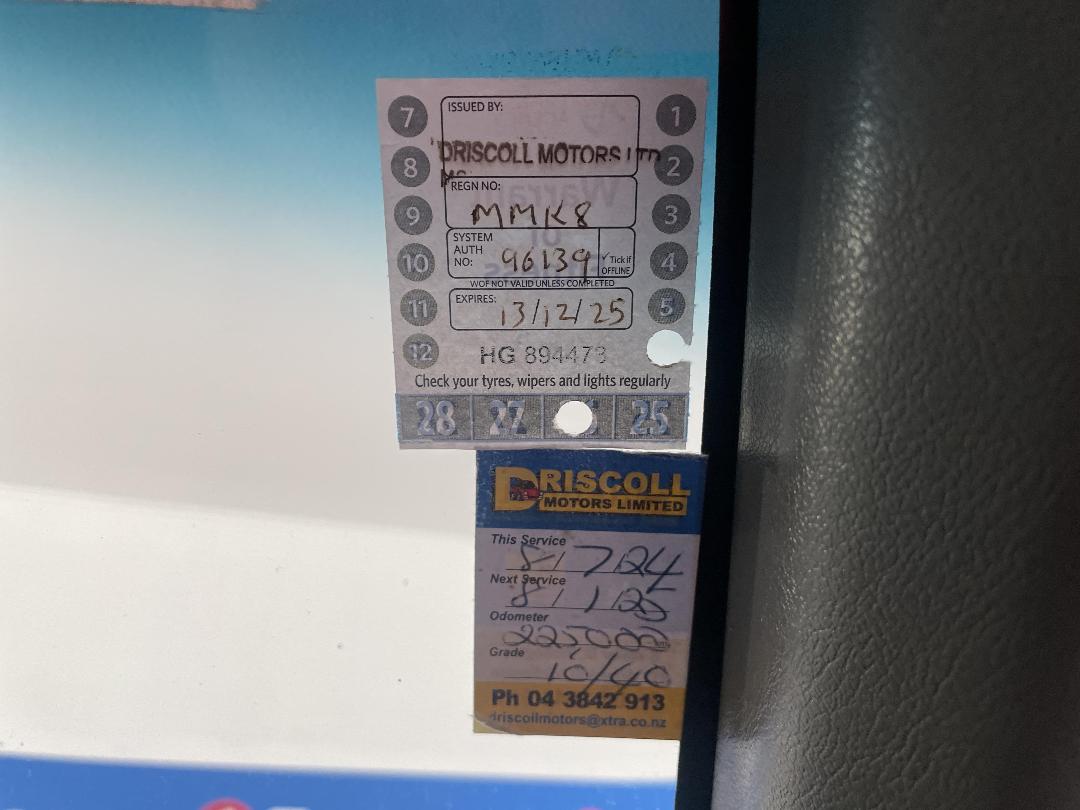 7 ISSUED BY: 1
8 DRISCOLL MOTORS LTD 2
REGN NO:
9 MMK8 3
SYSTEM
AUTH
NO: 96139 ✓ Tick if
OFFLINE
10 4
WOF NOT VALID UNLESS COMPLETED
11 EXPIRES: 13/12/25 5
12 HG 894473
Check your tyres, wipers and lights regularly
28 27 25
DRISCOLL
MOTORS LIMITED
This Service
8/7/24
Next Service
8/1/25
Odometer
225,000
Grade
10/40
Ph 04 3842 913
driscollmotors@xtra.co.nz